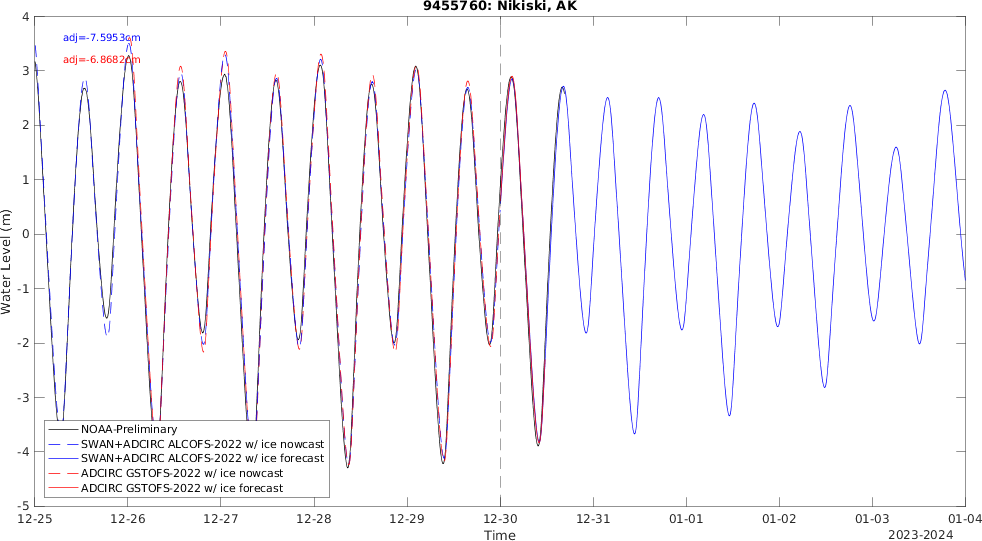 9455760: Nikiski, AK
adj=-7.5953cm
adj=-6.8682cm
Water Level (m)
4
3
2
1
0
-1
-2
-3
-4
-5
NOAA-Preliminary
SWAN+ADCIRC ALCOFS-2022 w/ ice nowcast
SWAN+ADCIRC ALCOFS-2022 w/ ice forecast
ADCIRC GSTOFS-2022 w/ ice nowcast
ADCIRC GSTOFS-2022 w/ ice forecast
12-25 12-26 12-27 12-28 12-29 12-30 12-31 01-01 01-02 01-03 01-04
Time
2023-2024